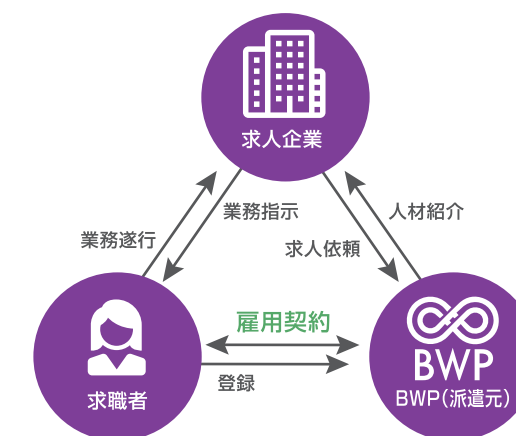 求人企業
業務遂行
業務指示
求人依頼
人材紹介
雇用契約
登録
求職者
BWP
BWP(派遣元)